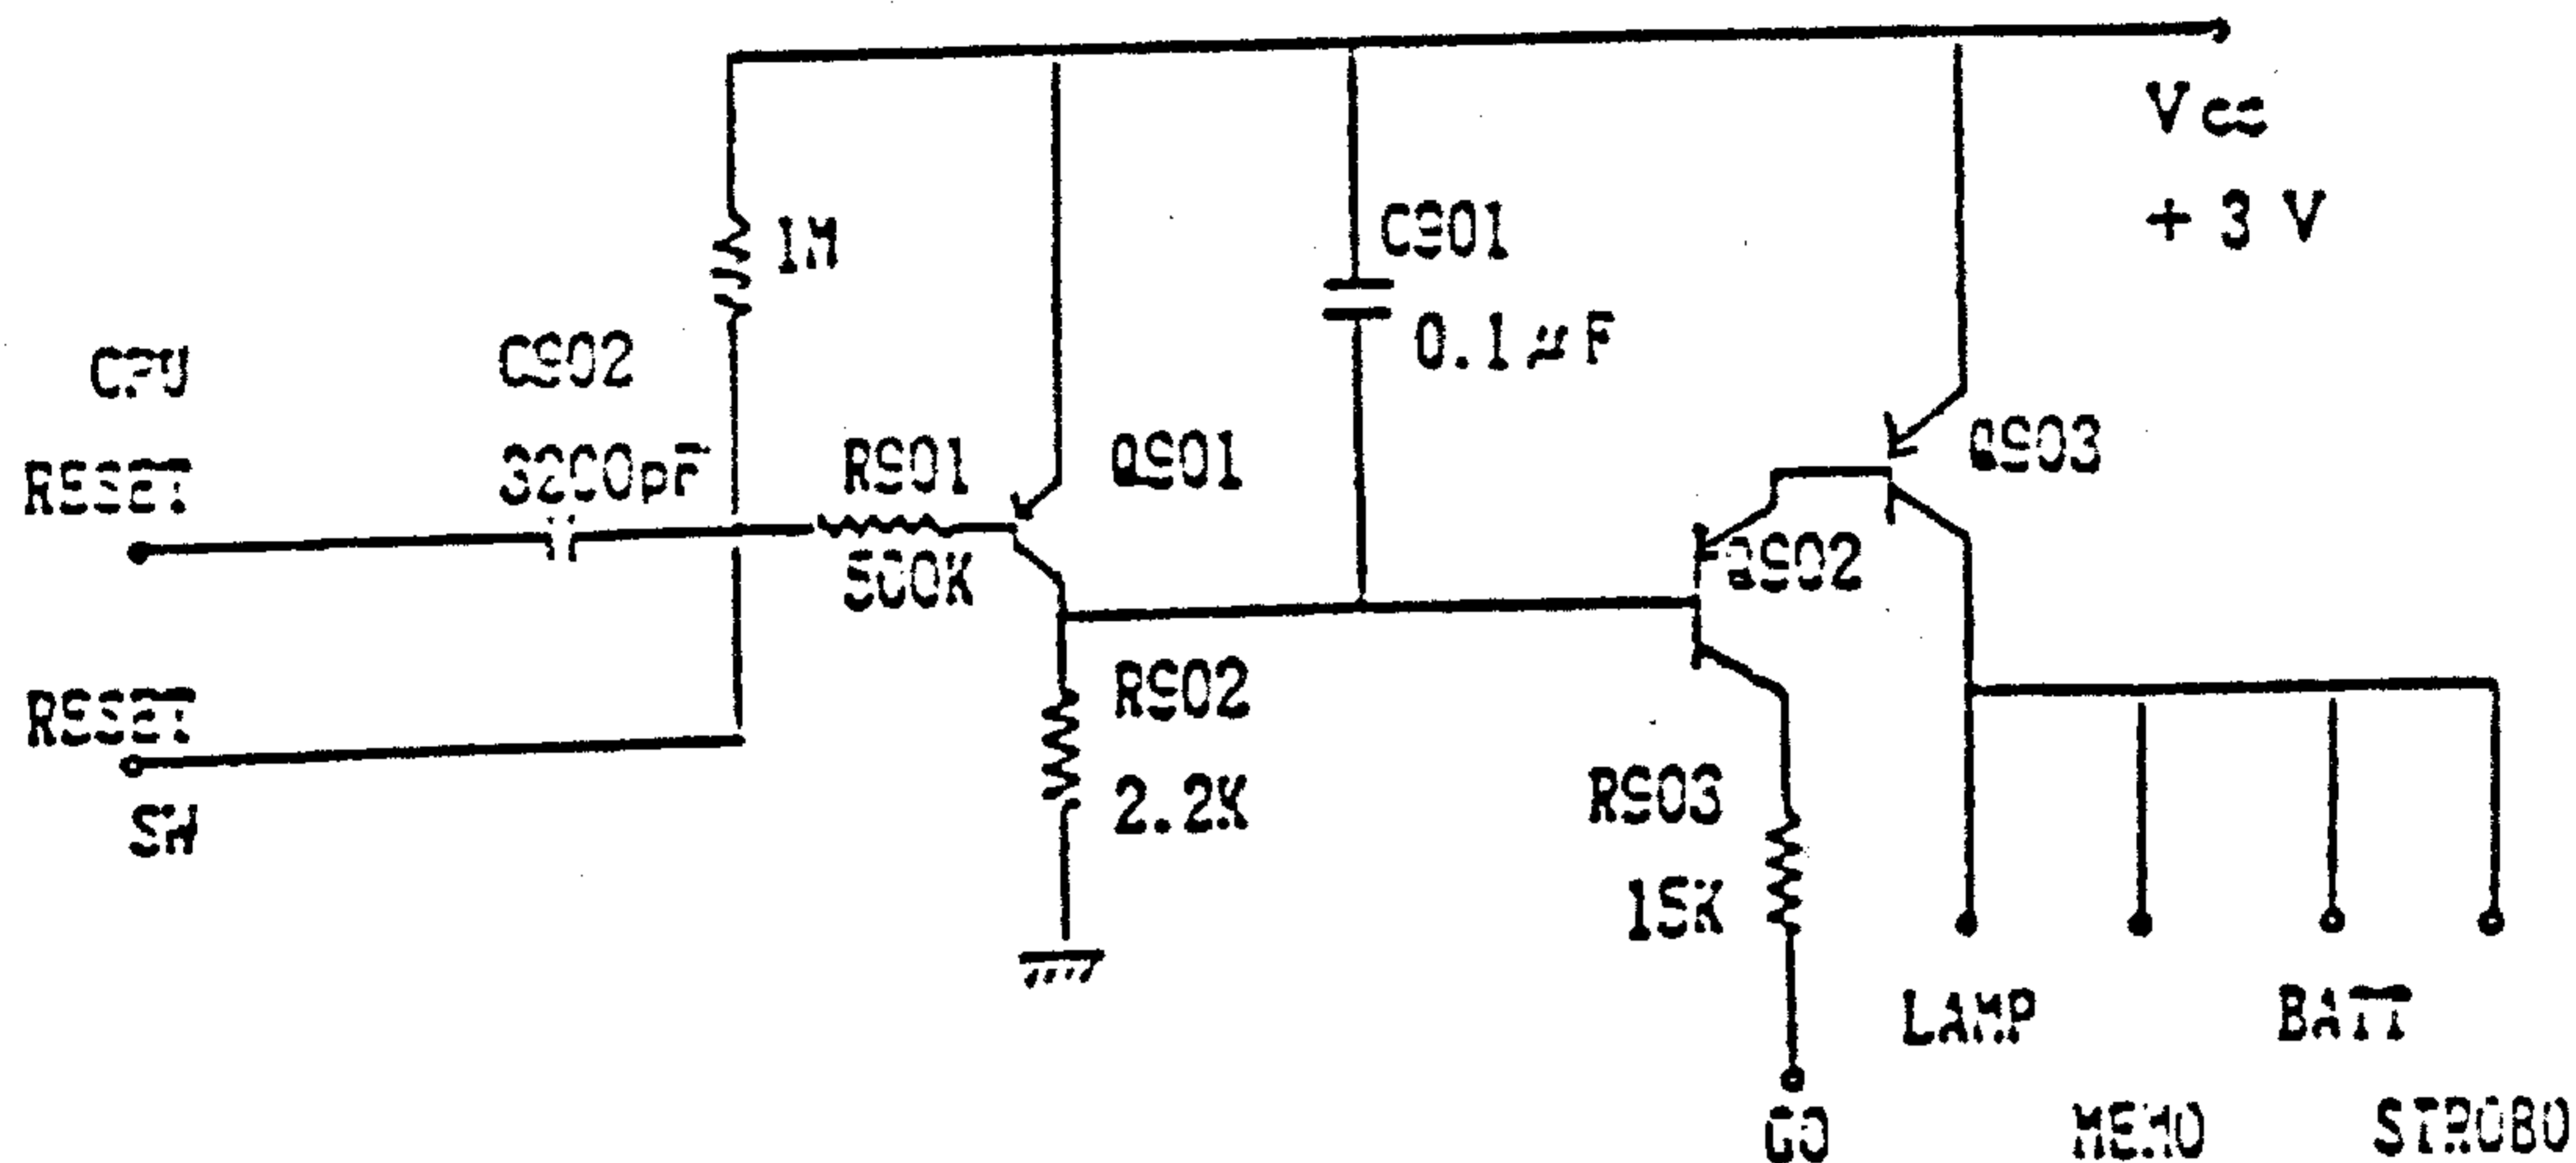 Vcc
+ 3 V
1M
C901
0.1μF
CPU
RESET
C902
R901
500K
Q901
Q903
Q902
RESET
SW
R902
2.2K
R903
15K
GO
LAMP
MEMO
BATT
STROBO